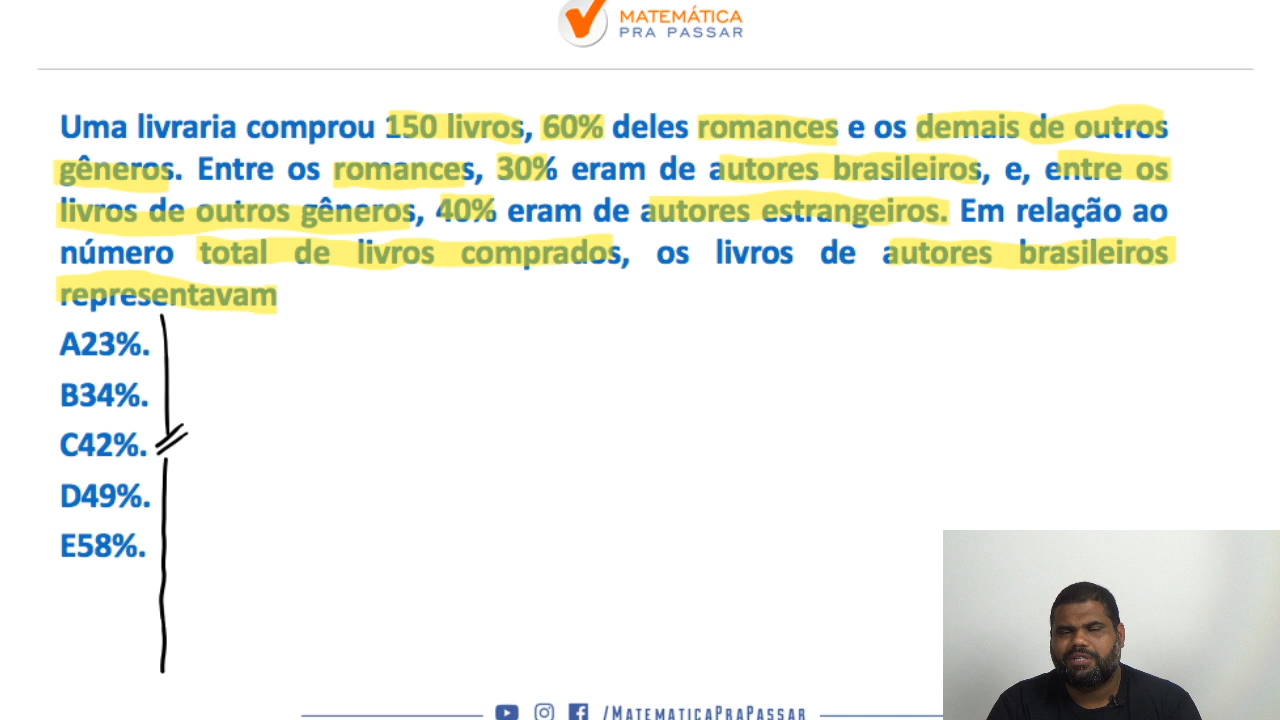 MATEMÁTICA
PRA PASSAR
Uma livraria comprou 150 livros, 60% deles romances e os demais de outros
gêneros. Entre os romances, 30% eram de autores brasileiros, e, entre os
livros de outros gêneros, 40% eram de autores estrangeiros. Em relação ao
número total de livros comprados, os livros de autores brasileiros
representavam
A23%.
B34%.
C42%.
D49%.
E58%.
/MATEMATICAPRAPASSAR